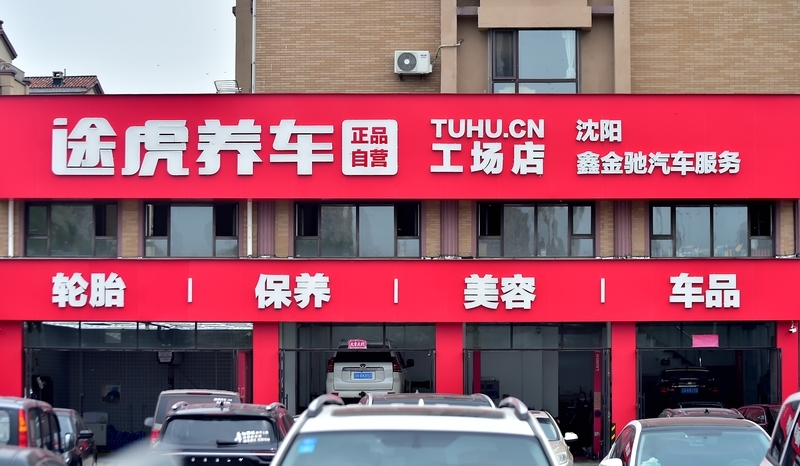 途虎养车
正品
自营
TUHU.CN
工场店
沈阳
鑫金驰汽车服务
轮胎 | 保养 | 美容 | 车品